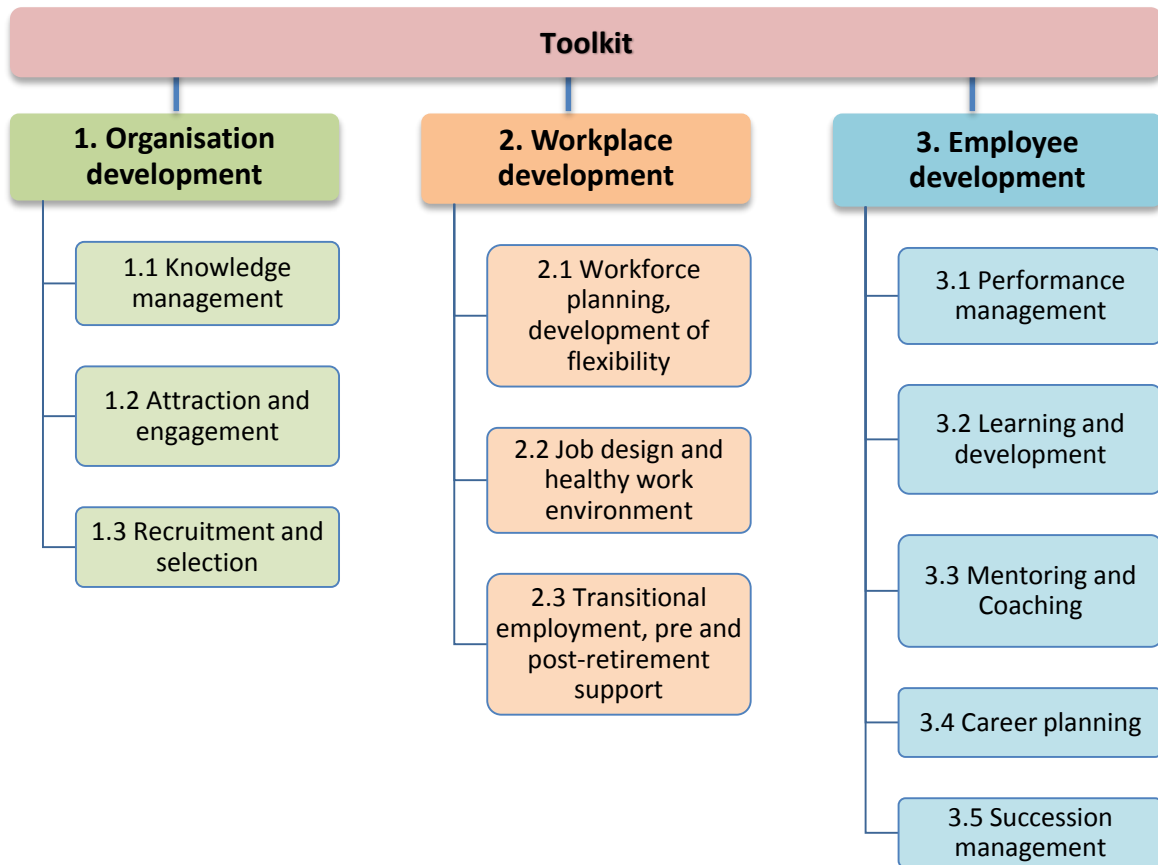 Toolkit
1. Organisation
development
1.1 Knowledge
management
1.2 Attraction and
engagement
1.3 Recruitment and
selection
2. Workplace
development
2.1 Workforce
planning,
development of
flexibility
2.2 Job design and
healthy work
environment
2.3 Transitional
employment, pre and
post-retirement
support
3. Employee
development
3.1 Performance
management
3.2 Learning and
development
3.3 Mentoring and
Coaching
3.4 Career planning
3.5 Succession
management